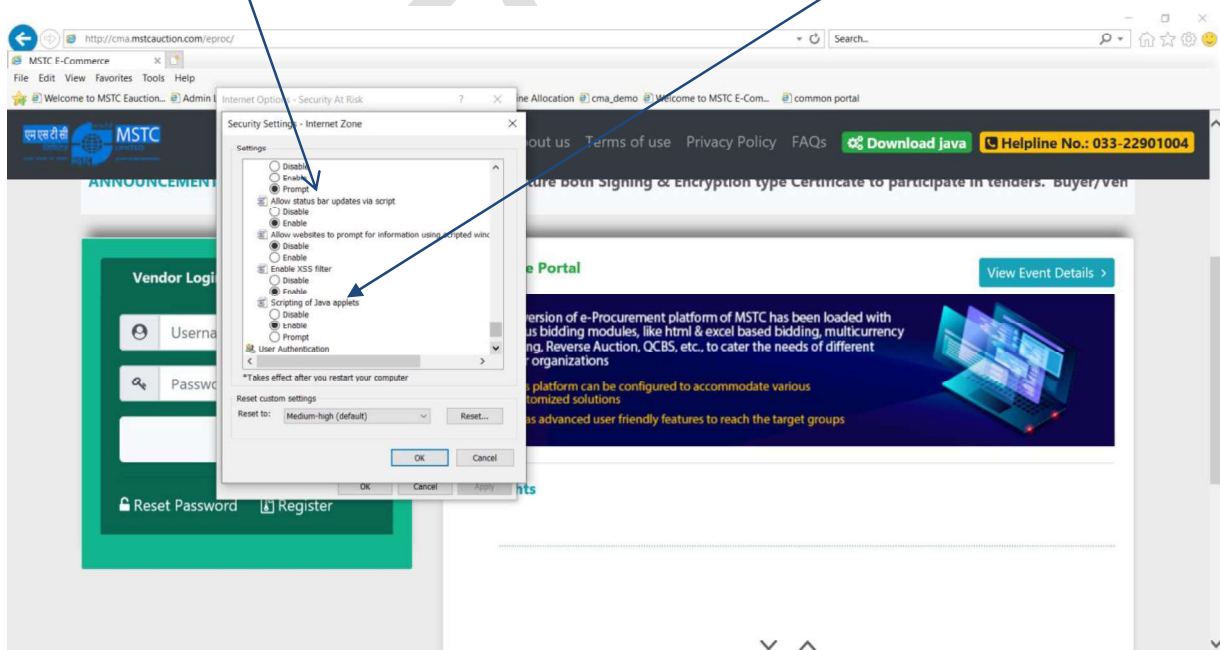 http://cma.mstcauction.com/eproc/
Search...
MSTC E-Commerce
File Edit View Favorites Tools Help
Welcome to MSTC Eauction... Admin L
ine Allocation cma_demo Welcome to MSTC E-Com... common portal
Internet Options - Security At Risk ? ×
Security Settings - Internet Zone ×
एम एस टी सी MSTC
bout us Terms of use Privacy Policy FAQs Download java Helpline No.: 033-22901004
ANNOUNCEMENT
ture both Signing & Encryption type Certificate to participate in tenders. Buyer/Ven
Settings
Disable
Enable
Prompt
Allow status bar updates via script
Disable
Enable
Allow websites to prompt for information using scripted winc
Disable
Enable
Enable XSS filter
Disable
Enable
Scripting of Java applets
Disable
Enable
Prompt
User Authentication
*Takes effect after you restart your computer
Reset custom settings
Reset to: Medium-high (default) Reset...
OK Cancel
OK Cancel Apply
Vendor Logi
Userna
Passwo
Reset Password Register
e Portal
View Event Details >
version of e-Procurement platform of MSTC has been loaded with
us bidding modules, like html & excel based bidding, multicurrency
ng, Reverse Auction, QCBS, etc., to cater the needs of different
r organizations
s platform can be configured to accommodate various
tomized solutions
as advanced user friendly features to reach the target groups
nts